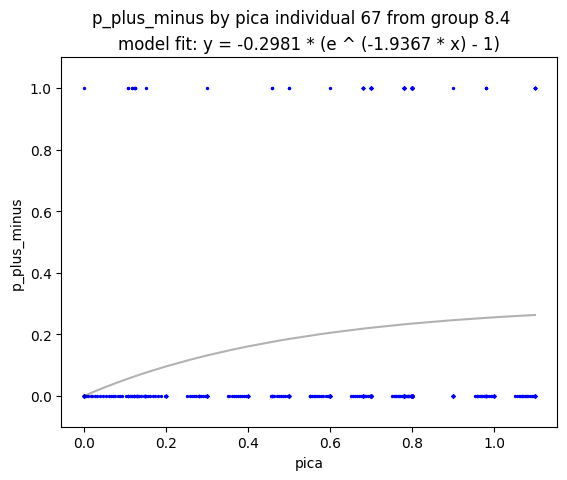 p_plus_minus by pica individual 67 from group 8.4
model fit: y = -0.2981 * (e ^ (-1.9367 * x) - 1)
1.0
0.8
0.6
0.4
0.2
0.0
p_plus_minus
0.0 0.2 0.4 0.6 0.8 1.0
pica